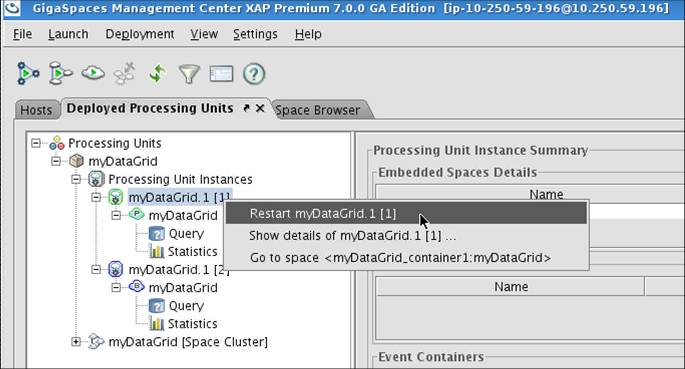 GigaSpaces Management Center XAP Premium 7.0.0 GA Edition [ip-10-250-59-196@10.250.59.196]
File Launch Deployment View Settings Help
Hosts Deployed Processing Units Space Browser
Processing Units
myDataGrid
Processing Unit Instances
myDataGrid.1 [1]
myDataGrid
Query
Statistics
myDataGrid.1 [2]
myDataGrid
Query
Statistics
myDataGrid [Space Cluster]
Restart myDataGrid.1 [1]
Show details of myDataGrid.1 [1] ...
Go to space <myDataGrid_container1:myDataGrid>
Processing Unit Instance Summary
Embedded Spaces Details
Name
Name
Event Containers